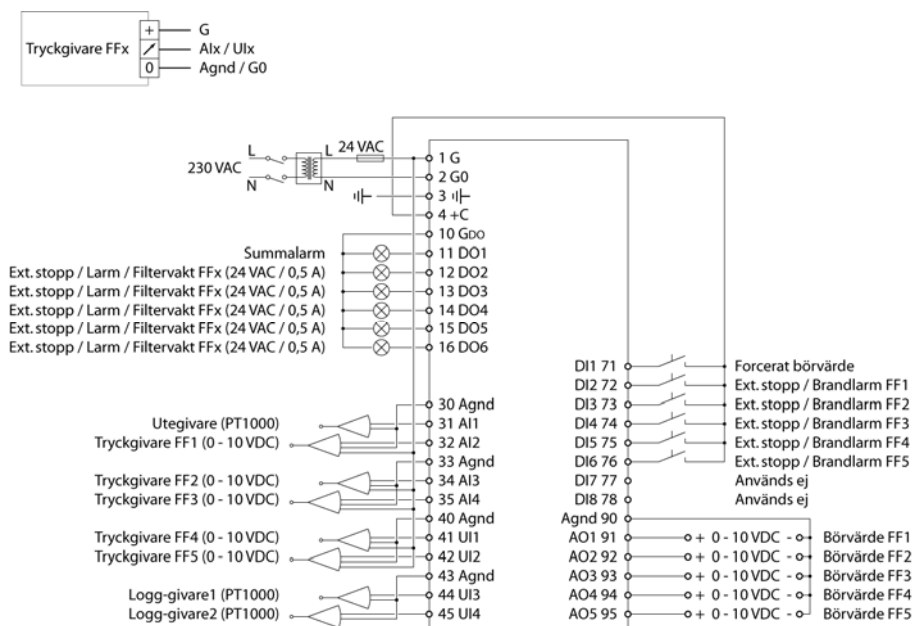 + G
Tryckgivare FFx AIx / UIx
0 Agnd / G0
L L 24 VAC 1 G
230 VAC 2 G0
N N
3
4 +C
10 GDO
Summalarm 11 DO1
Ext. stopp / Larm / Filtervakt FFx (24 VAC / 0,5 A) 12 DO2
Ext. stopp / Larm / Filtervakt FFx (24 VAC / 0,5 A) 13 DO3
Ext. stopp / Larm / Filtervakt FFx (24 VAC / 0,5 A) 14 DO4
Ext. stopp / Larm / Filtervakt FFx (24 VAC / 0,5 A) 15 DO5
Ext. stopp / Larm / Filtervakt FFx (24 VAC / 0,5 A) 16 DO6
DI1 71 Forcerat börvärde
DI2 72 Ext. stopp / Brandlarm FF1
30 Agnd DI3 73 Ext. stopp / Brandlarm FF2
Utegivare (PT1000) 31 AI1 DI4 74 Ext. stopp / Brandlarm FF3
Tryckgivare FF1 (0 - 10 VDC) 32 AI2 DI5 75 Ext. stopp / Brandlarm FF4
33 Agnd DI6 76 Ext. stopp / Brandlarm FF5
Tryckgivare FF2 (0 - 10 VDC) 34 AI3 DI7 77 Används ej
Tryckgivare FF3 (0 - 10 VDC) 35 AI4 DI8 78 Används ej
40 Agnd Agnd 90
Tryckgivare FF4 (0 - 10 VDC) 41 UI1 AO1 91 + 0 - 10 VDC - Börvärde FF1
Tryckgivare FF5 (0 - 10 VDC) 42 UI2 AO2 92 + 0 - 10 VDC - Börvärde FF2
43 Agnd AO3 93 + 0 - 10 VDC - Börvärde FF3
Logg-givare1 (PT1000) 44 UI3 AO4 94 + 0 - 10 VDC - Börvärde FF4
Logg-givare2 (PT1000) 45 UI4 AO5 95 + 0 - 10 VDC - Börvärde FF5